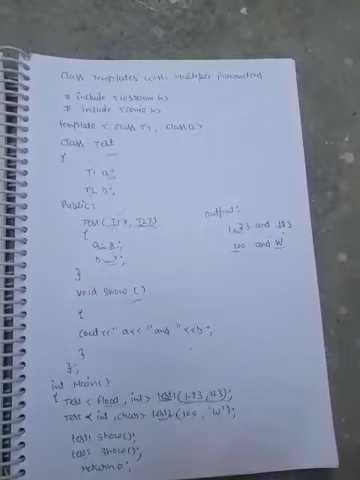 Class Templates with Multiple Parameters
# include <iostream.h>
# include <conio.h>
template < class T1, class T2>
Class Test
{
T1 a;
T2 b;
Public:
Test ( T1 x, T2 y)
{
a = x;
b = y;
}
void show ()
{
cout<<" a<< "and " <<b;
}
};
int Main()
{ Test < float, int> test1 (1.23, 123);
Test < int, char> test2 (100, 'W');
test1 show();
test2 show();
return 0;
output:
1.23 and 123
100 and W